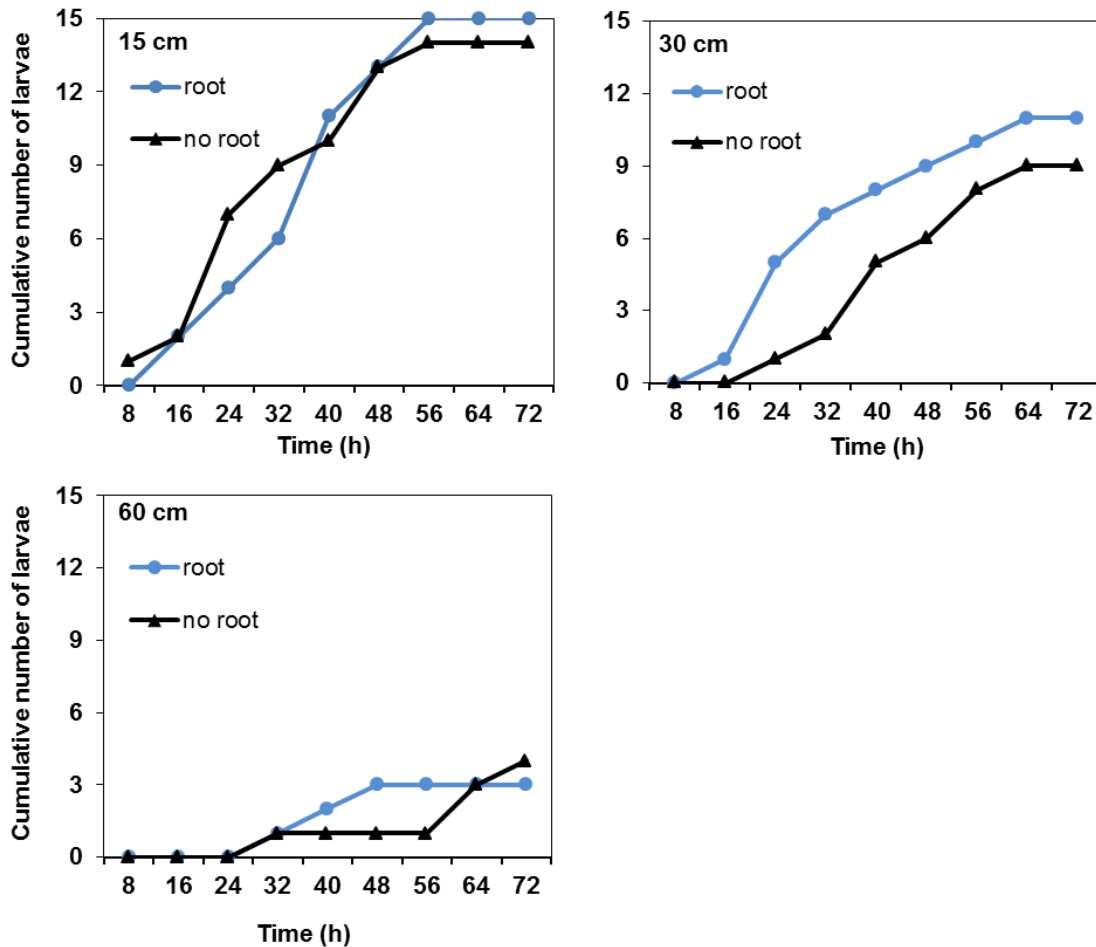 Cumulative number of larvae
15
12
9
6
3
0
15 cm
root
no root
8 16 24 32 40 48 56 64 72
Time (h)
15
12
9
6
3
0
30 cm
root
no root
8 16 24 32 40 48 56 64 72
Time (h)
Cumulative number of larvae
15
12
9
6
3
0
60 cm
root
no root
8 16 24 32 40 48 56 64 72
Time (h)